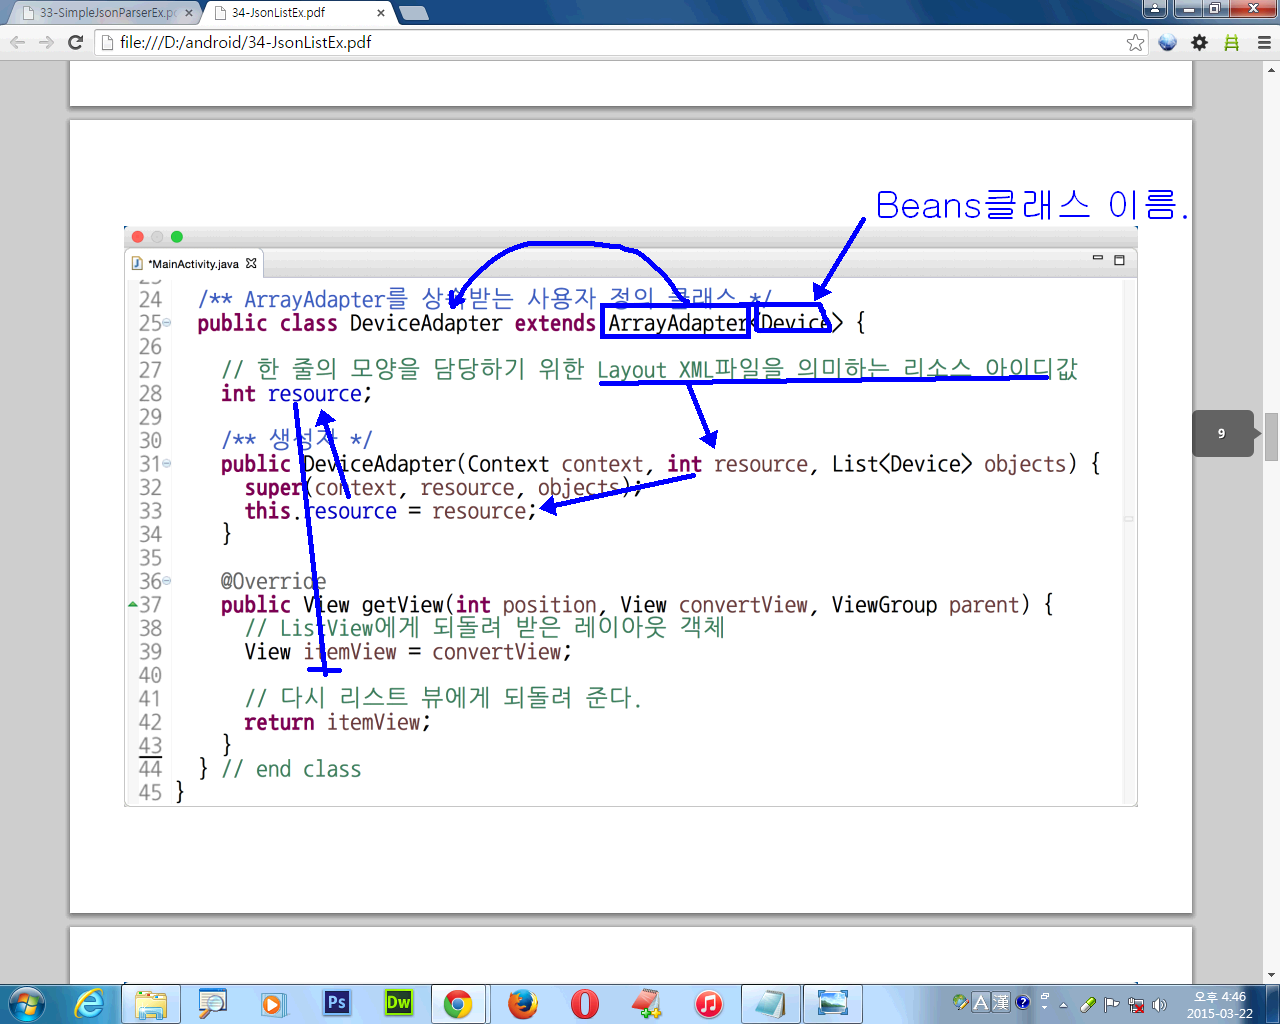 33-SimpleJsonParserEx.pd
34-JsonListEx.pdf
file:///D:/android/34-JsonListEx.pdf
Beans클래스 이름.
*MainActivity.java
24 /** ArrayAdapter를 상속받는 사용자 정의 클래스 */
25 public class DeviceAdapter extends ArrayAdapter<Device> {
26
27 // 한 줄의 모양을 담당하기 위한 Layout XML파일을 의미하는 리소스 아이디값
28 int resource;
29
30 /** 생성자 */
31 public DeviceAdapter(Context context, int resource, List<Device> objects) {
32 super(context, resource, objects);
33 this.resource = resource;
34 }
35
36 @Override
37 public View getView(int position, View convertView, ViewGroup parent) {
38 // ListView에게 되돌려 받은 레이아웃 객체
39 View itemView = convertView;
40
41 // 다시 리스트 뷰에게 되돌려 준다.
42 return itemView;
43 }
44 } // end class
45 }
9
Ps
Dw
A 漢
오후 4:46
2015-03-22